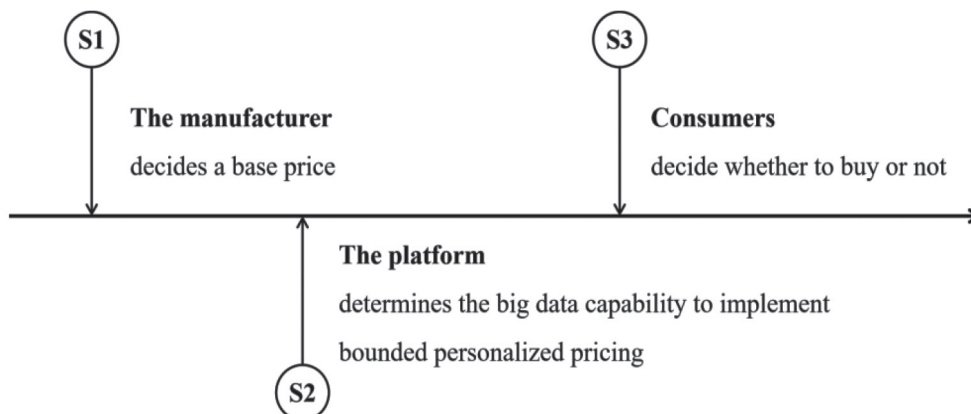 S1
The manufacturer
decides a base price
S2
The platform
determines the big data capability to implement
bounded personalized pricing
S3
Consumers
decide whether to buy or not